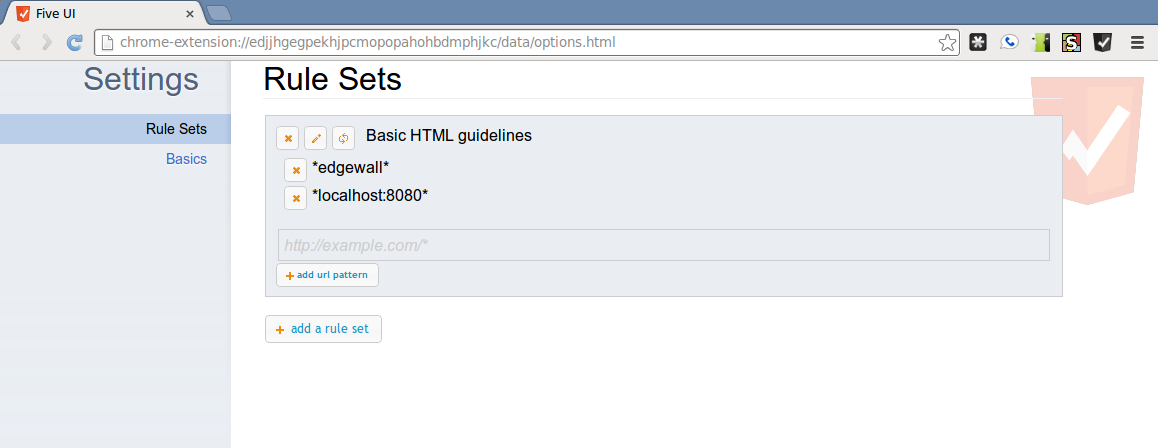 Five UI
chrome-extension://edjjhgegpekhjpcmopopahohbdmphjkc/data/options.html
Settings
Rule Sets
Basics
Rule Sets
Basic HTML guidelines
*edgewall*
*localhost:8080*
http://example.com/*
add url pattern
add a rule set